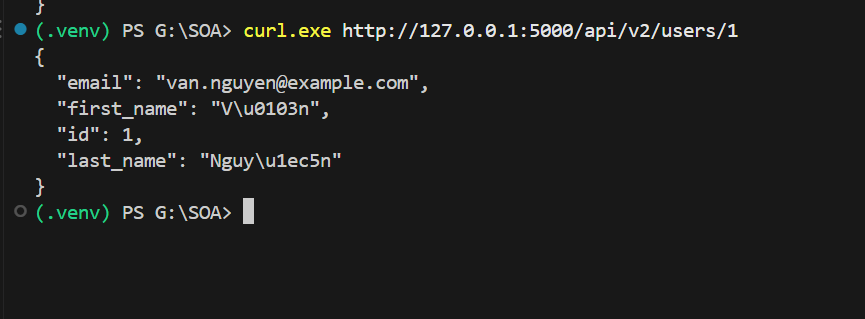 }
(.venv) PS G:\SOA> curl.exe http://127.0.0.1:5000/api/v2/users/1
{
  "email": "van.nguyen@example.com",
  "first_name": "V\u0103n",
  "id": 1,
  "last_name": "Nguy\u1ec5n"
}
(.venv) PS G:\SOA>